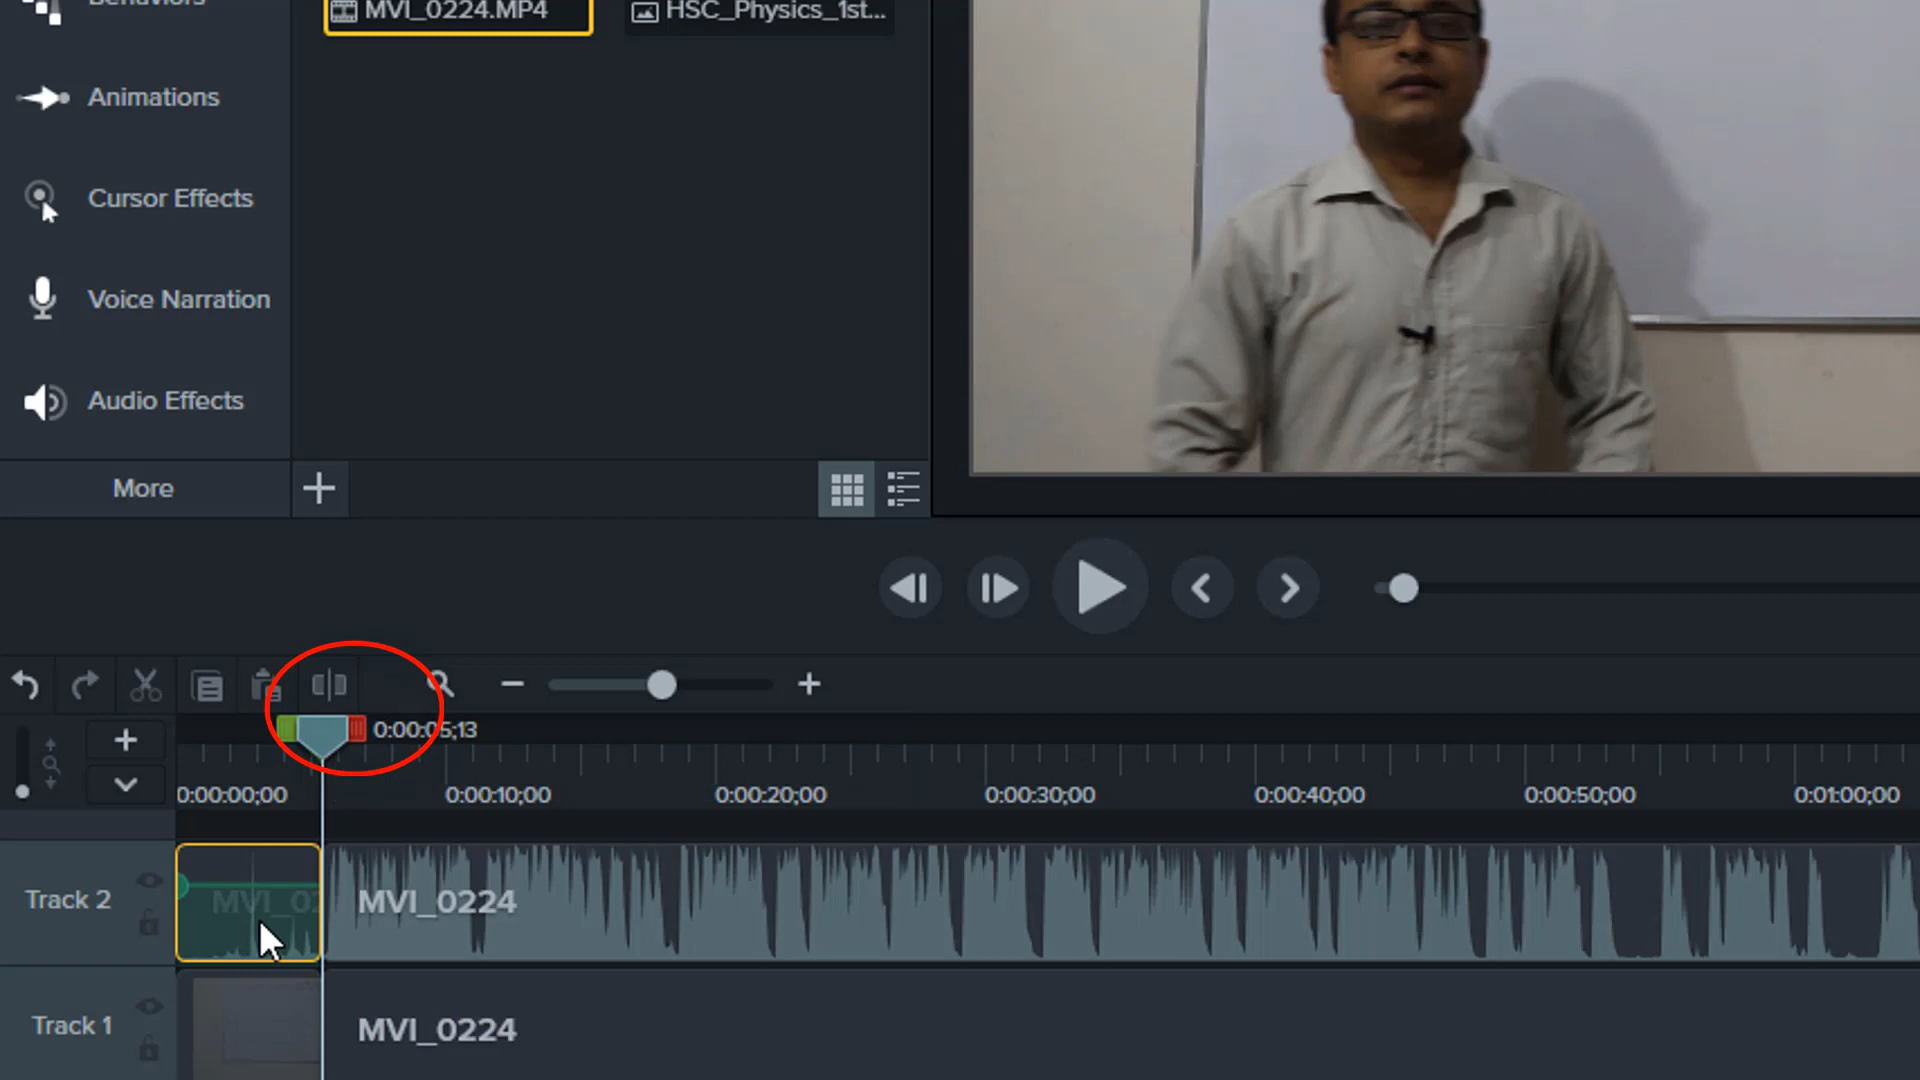 Behaviors
MVI_0224.MP4
HSC_Physics_1st...
Animations
Cursor Effects
Voice Narration
Audio Effects
More
0:00:05;13
0:00:00;00
0:00:10;00
0:00:20;00
0:00:30;00
0:00:40;00
0:00:50;00
0:01:00;00
Track 2
MVI_02
MVI_0224
Track 1
MVI_0224